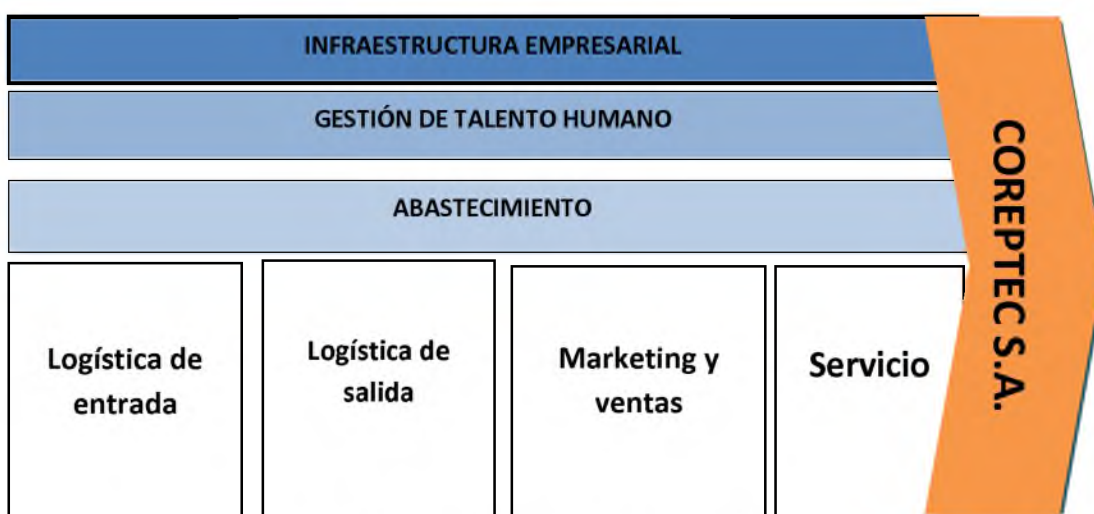 INFRAESTRUCTURA EMPRESARIAL
GESTIÓN DE TALENTO HUMANO
ABASTECIMIENTO
Logística de
entrada
Logística de
salida
Marketing y
ventas
Servicio
COREPTEC S.A.